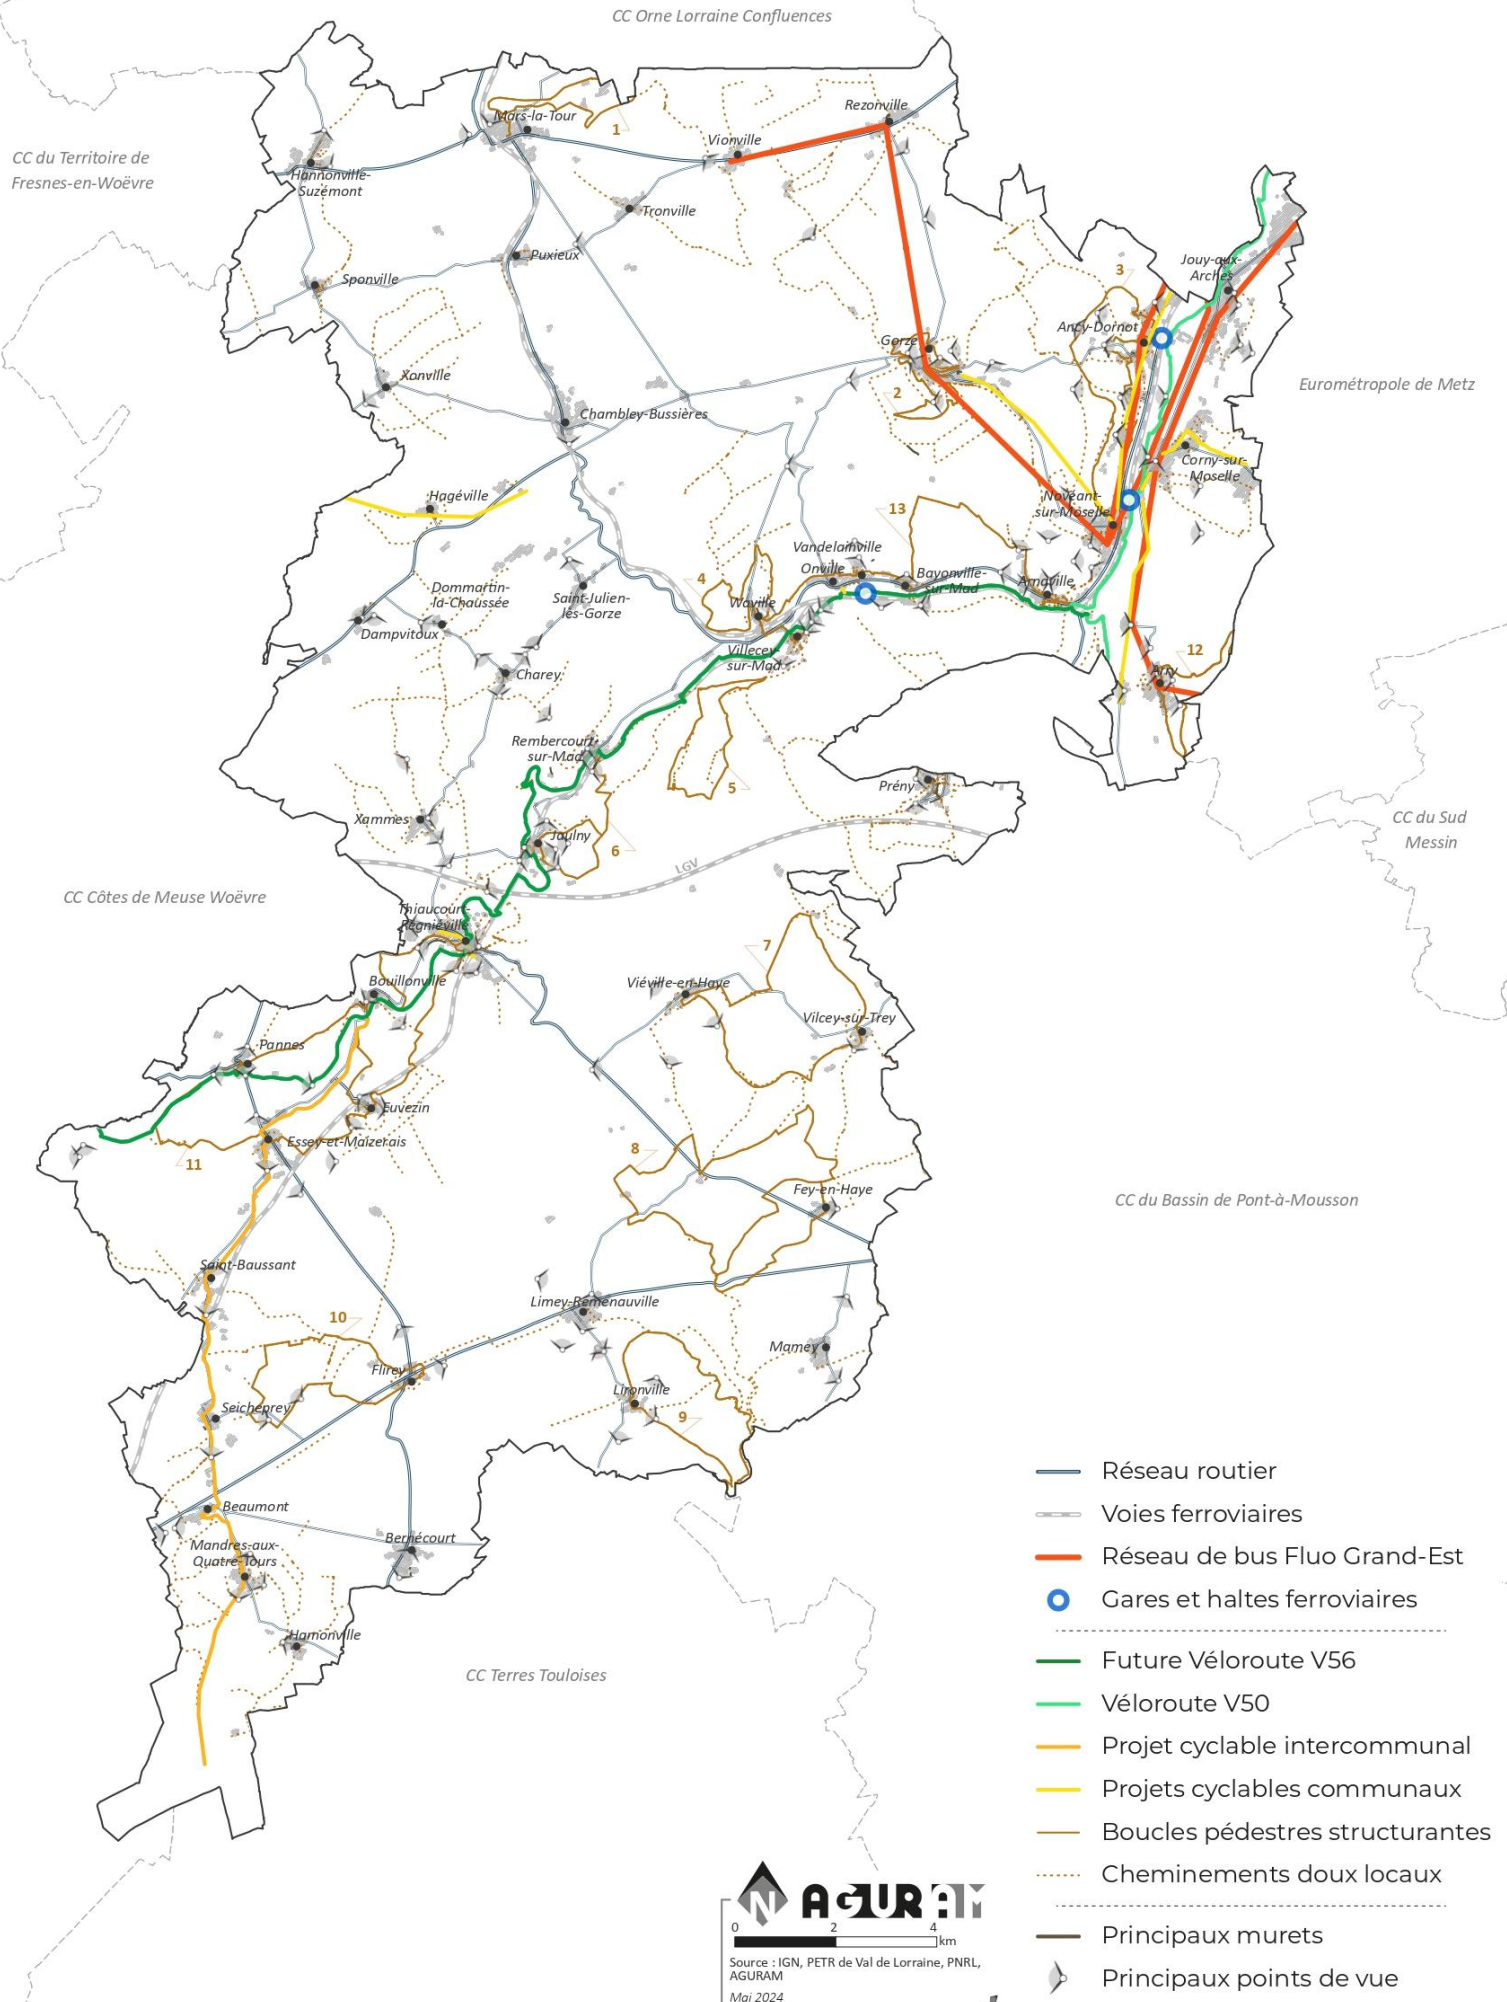 CC Orne Lorraine Confluences
CC du Territoire de
Fresnes-en-Woëvre
Mars-la-Tour
1
Vionville
Rezonville
Hannonville-
Suzémont
Tronville
Puxieux
Sponville
Jouy-aux-
Arches
3
Ancy-Dornot
Gorze
2
Xonville
Chambley-Bussières
Eurométropole de Metz
Corny-sur-
Moselle
Hagéville
Novéant-
sur-Moselle
13
Vandelainville
Onville
Bayonville-
sur-Mad
Arnaville
4
Waville
Dommartin-
la-Chaussée
Saint-Julien-
lès-Gorze
Dampvitoux
Villecey-
sur-Mad
12
Arry
Charey
Rembercourt-
sur-Mad
5
Prény
Xammes
Jaulny
6
LGV
CC du Sud
Messin
CC Côtes de Meuse Woëvre
Thiaucourt-
Regniéville
7
Bouillonville
Viéville-en-Haye
Vilcey-sur-Trey
Pannes
Euvezin
Essey-et-Maizerais
11
8
Fey-en-Haye
CC du Bassin de Pont-à-Mousson
Saint-Baussant
Limey-Remenauville
10
Mamey
Flirey
Lironville
Seicheprey
9
Beaumont
Bernécourt
Mandres-aux-
Quatre-Tours
Hamonville
CC Terres Touloises
Réseau routier
Voies ferroviaires
Réseau de bus Fluo Grand-Est
Gares et haltes ferroviaires
Future Véloroute V56
Véloroute V50
Projet cyclable intercommunal
Projets cyclables communaux
Boucles pédestres structurantes
Cheminements doux locaux
Principaux murets
Principaux points de vue
N AGURAM
0 2 4
km
Source : IGN, PETR de Val de Lorraine, PNRL,
AGURAM
Mai 2024